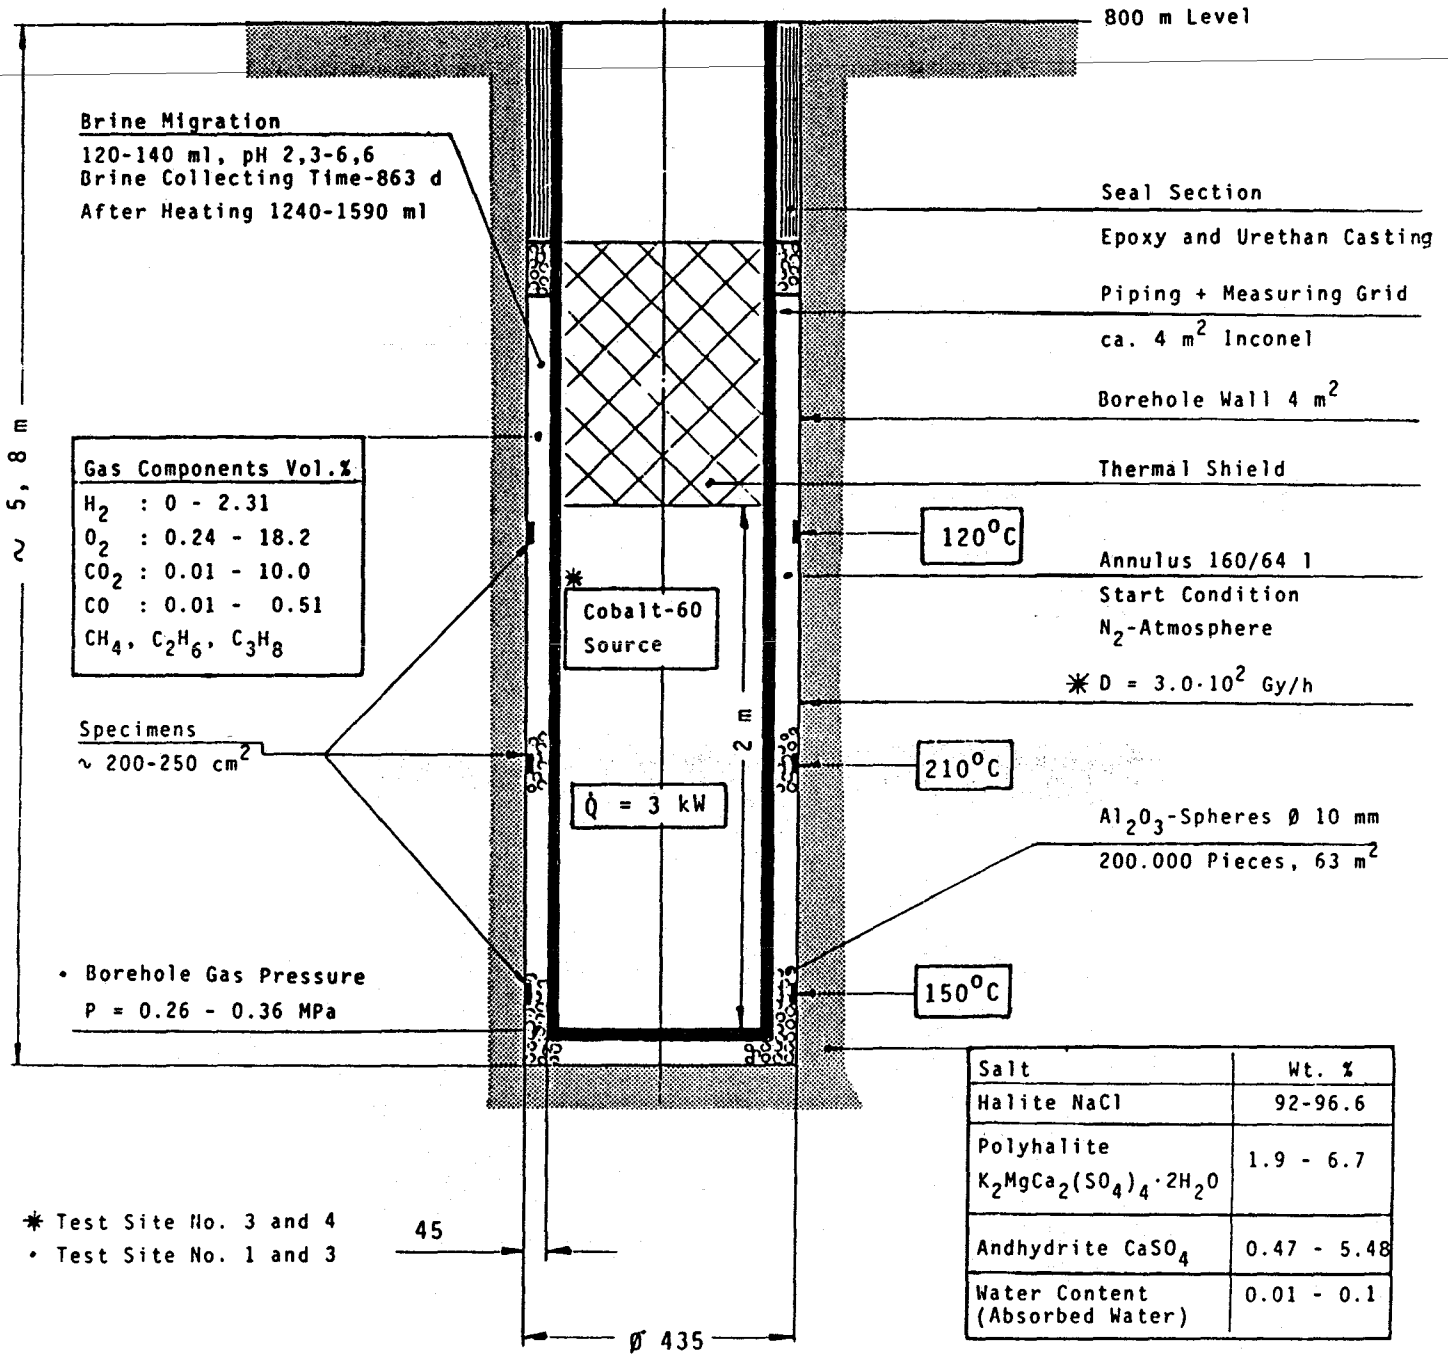 800 m Level
Brine Migration
120-140 ml, pH 2,3-6,6
Brine Collecting Time-863 d
After Heating 1240-1590 ml
Seal Section
Epoxy and Urethan Casting
Piping + Measuring Grid
ca. 4 m² Inconel
Borehole Wall 4 m²
Thermal Shield
~ 5,8 m
Gas Components Vol.%
H₂ : 0 - 2.31
O₂ : 0.24 - 18.2
CO₂ : 0.01 - 10.0
CO : 0.01 - 0.51
CH₄, C₂H₆, C₃H₈
120°C
Annulus 160/64 l
Start Condition
N₂-Atmosphere
✳ D = 3.0·10² Gy/h
✳
Cobalt-60
Source
2 m
Specimens
~ 200-250 cm²
210°C
Q̇ = 3 kW
Al₂O₃-Spheres Ø 10 mm
200.000 Pieces, 63 m²
• Borehole Gas Pressure
P = 0.26 - 0.36 MPa
150°C
Salt Wt. %
Halite NaCl 92-96.6
Polyhalite
K₂MgCa₂(SO₄)₄·2H₂O 1.9 - 6.7
Andhydrite CaSO₄ 0.47 - 5.48
Water Content 0.01 - 0.1
(Absorbed Water)
✳ Test Site No. 3 and 4
• Test Site No. 1 and 3
45
Ø 435